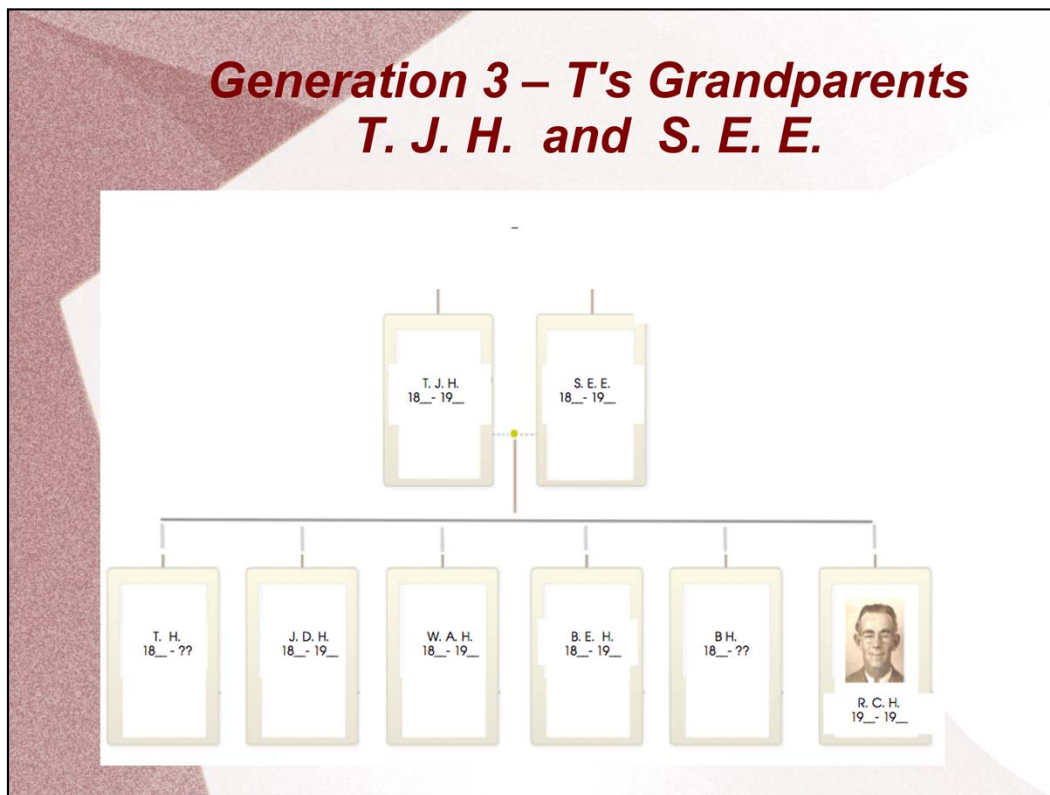 Generation 3 – T's Grandparents
T. J. H. and S. E. E.
T. J. H.
18__- 19__
S. E. E.
18__- 19__
T. H.
18__ - ??
J. D. H.
18__- 19__
W. A. H.
18__- 19__
B. E. H.
18__- 19__
B H.
18__- ??
R. C. H.
19__- 19__